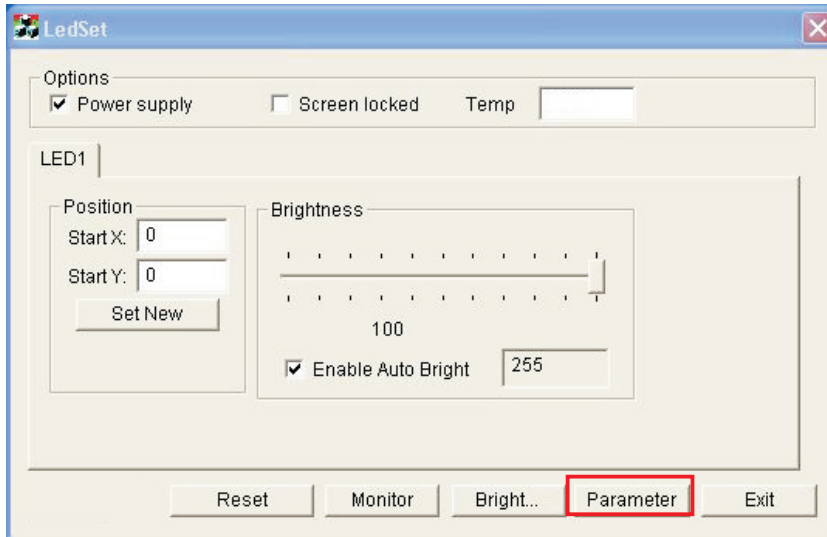 LedSet
Options
Power supply Screen locked Temp
LED1
Position
Start X: 0
Start Y: 0
Set New
Brightness
100
Enable Auto Bright 255
Reset Monitor Bright... Parameter Exit